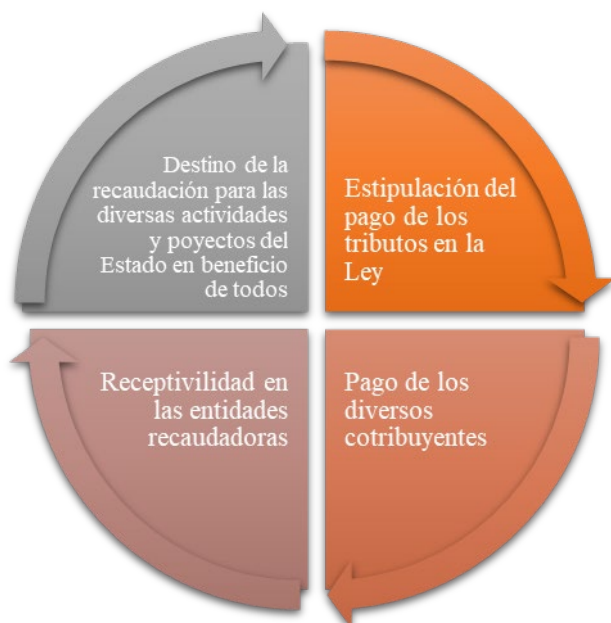 Destino de la
recaudación para las
diversas actividades
y poyectos del
Estado en beneficio
de todos
Estipulación del
pago de los
tributos en la
Ley
Receptivilidad en
las entidades
recaudadoras
Pago de los
diversos
cotribuyentes